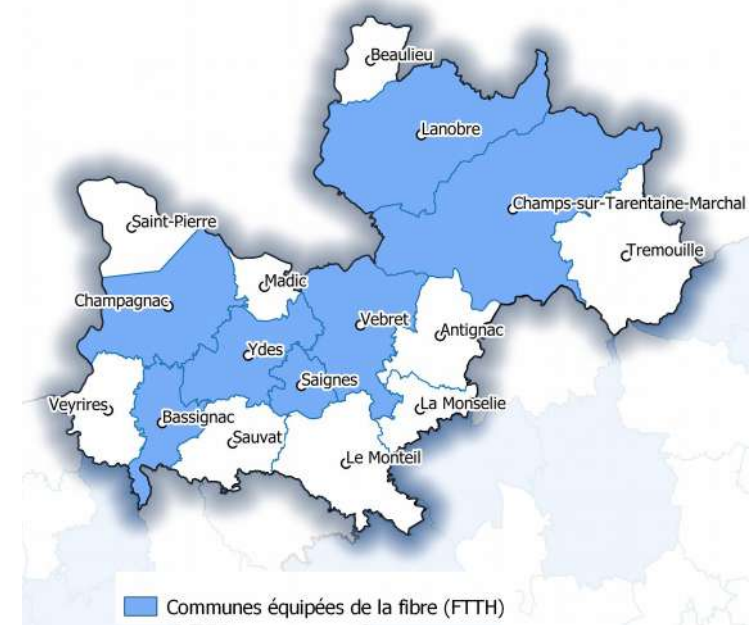 Beaulieu
Lanobre
Champs-sur-Tarentaine-Marchal
Saint-Pierre
Tremouille
Madic
Champagnac
Vebret
Antignac
Ydes
Saignes
Veyrires
La Monselie
Bassignac
Sauvat
Le Monteil
Communes équipées de la fibre (FTTH)